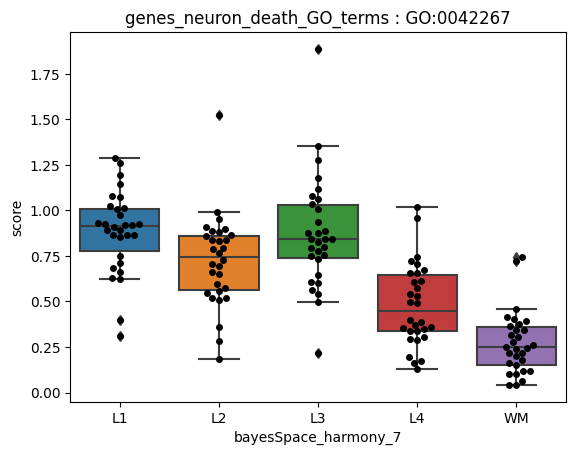 genes_neuron_death_GO_terms : GO:0042267
score
1.75
1.50
1.25
1.00
0.75
0.50
0.25
0.00
L1 L2 L3 L4 WM
bayesSpace_harmony_7